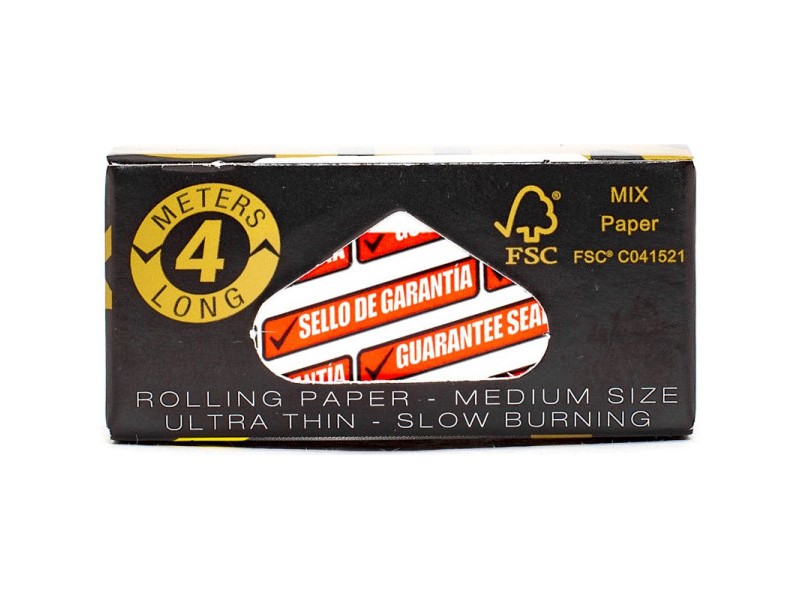 METERS
4
LONG
FSC®
MIX
Paper
FSC® C041521
SELLO DE GARANTÍA
GUARANTEE SEAL
ROLLING PAPER - MEDIUM SIZE
ULTRA THIN - SLOW BURNING